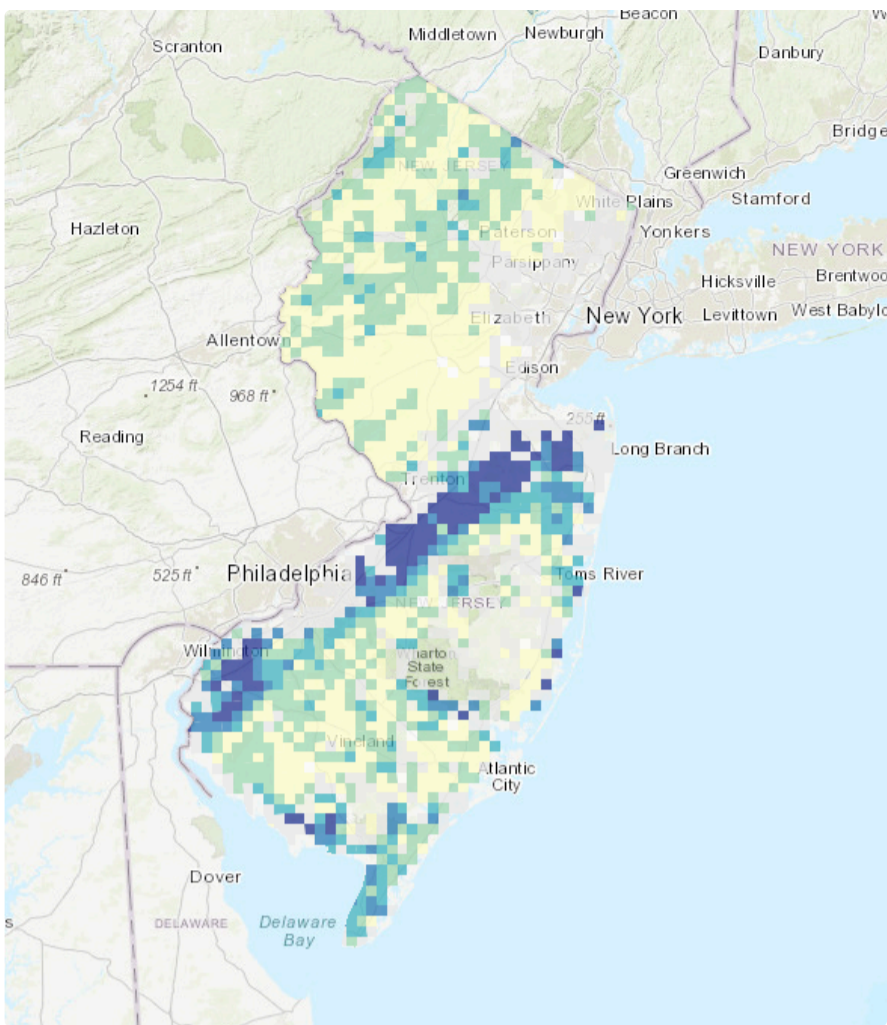 Beacon
W
Scranton
Middletown
Newburgh
Danbury
Bridge
NEW JERSEY
Greenwich
White Plains
Stamford
Hazleton
Paterson
Yonkers
NEW YORK
Parsippany
Hicksville
Brentwoo
Elizabeth
New York
Levittown
West Babylo
Allentown
Edison
1254 ft
968 ft
255 ft
Reading
Long Branch
Trenton
846 ft
525 ft
Philadelphia
Toms River
NEW JERSEY
Wilmington
Wharton
State
Forest
Vineland
Atlantic
City
Dover
s
DELAWARE
Delaware
Bay